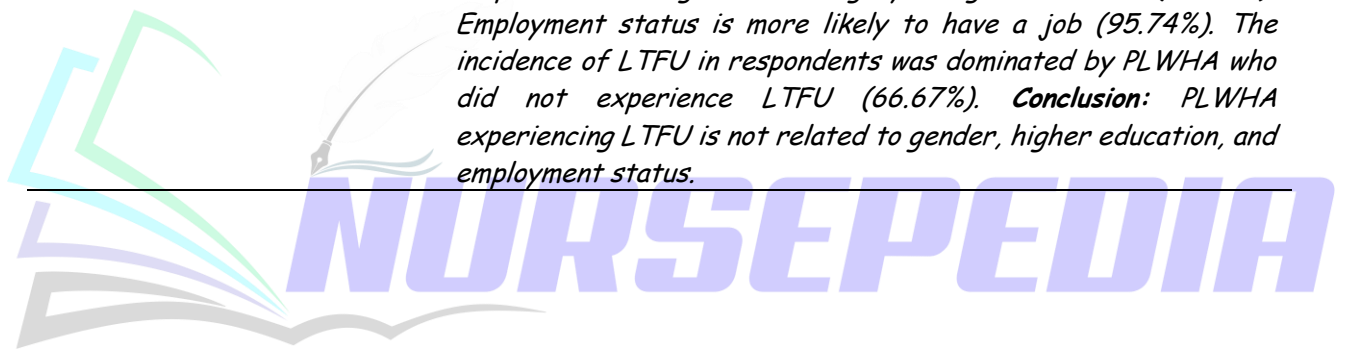 Employment status is more likely to have a job (95.74%). The
incidence of LTFU in respondents was dominated by PLWHA who
did not experience LTFU (66.67%). Conclusion: PLWHA
experiencing LTFU is not related to gender, higher education, and
employment status.
NURSEPEDIA